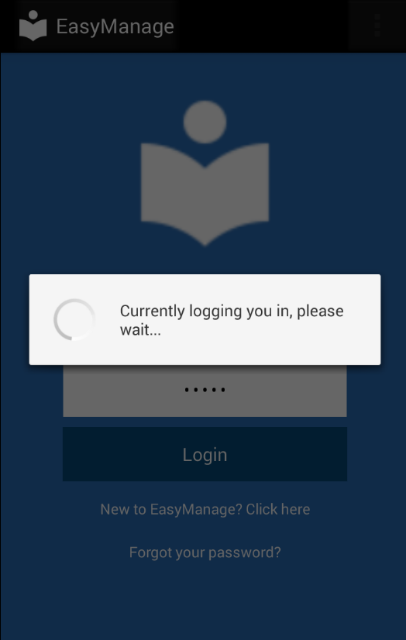 EasyManage
Currently logging you in, please
wait...
•••••
Login
New to EasyManage? Click here
Forgot your password?